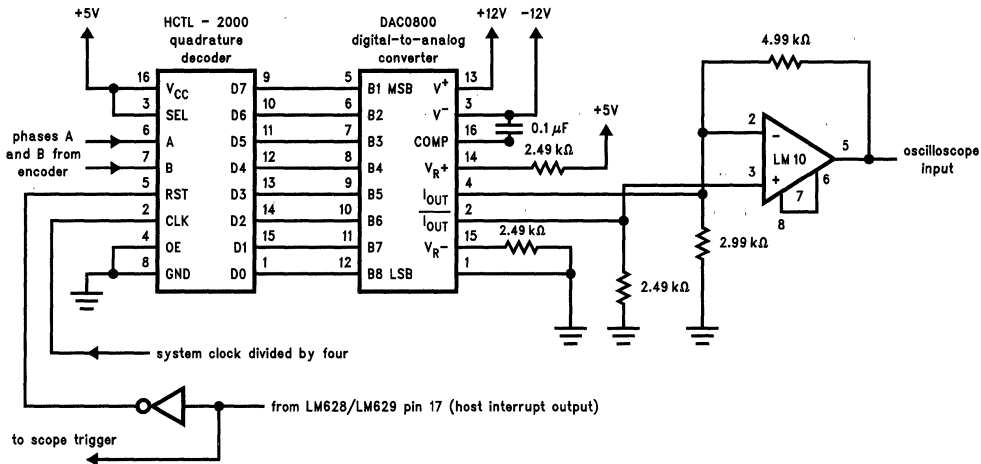 +5V
HCTL - 2000
quadrature
decoder
DAC0800
digital-to-analog
converter
+12V
-12V
4.99 kΩ
16 VCC D7 9 5 B1 MSB V+ 13
3 SEL D6 10 6 B2 V- 3
0.1 μF
+5V
phases A
and B from
encoder
6 A D5 11 7 B3 COMP 16
2.49 kΩ
7 B D4 12 8 B4 VR+ 14
5 RST D3 13 9 B5 IOUT 4
2 CLK D2 14 10 B6 IOUT 2
4 OE D1 15 11 B7 VR- 15
2.49 kΩ
8 GND D0 1 12 B8 LSB 1
2 -
LM10
3 +
5
6
7
8
oscilloscope
input
2.99 kΩ
2.49 kΩ
system clock divided by four
from LM628/LM629 pin 17 (host interrupt output)
to scope trigger